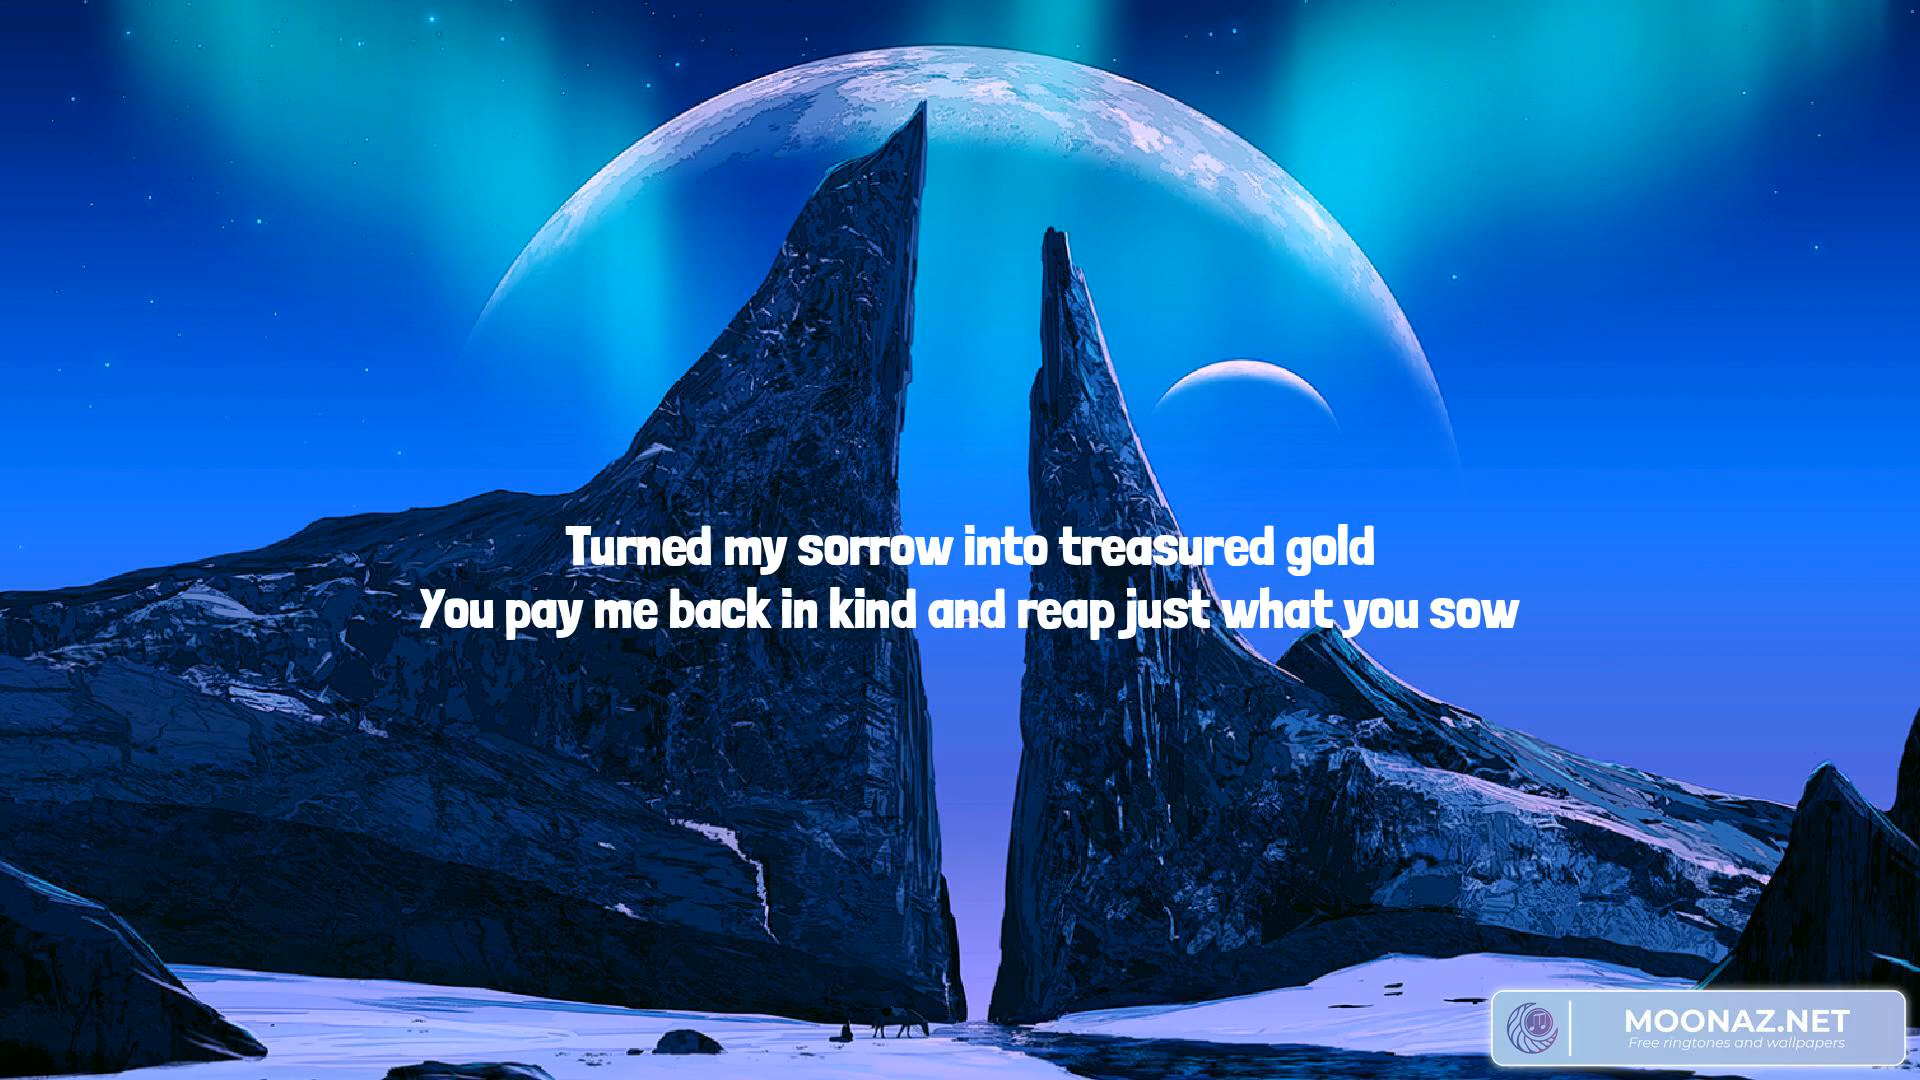 Turned my sorrow into treasured gold
You pay me back in kind and reap just what you sow
MOONAZ.NET
Free ringtones and wallpapers